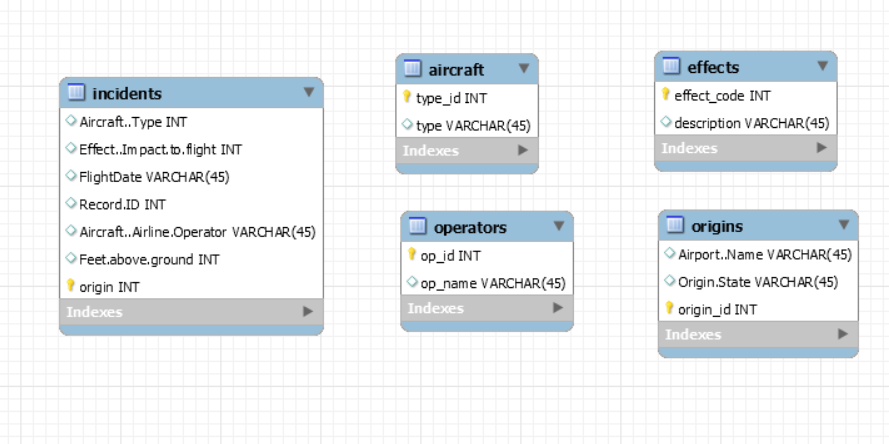 incidents
Aircraft..Type INT
Effect..Impact.to.flight INT
FlightDate VARCHAR(45)
Record.ID INT
Aircraft..Airline.Operator VARCHAR(45)
Feet.above.ground INT
origin INT
Indexes
aircraft
type_id INT
type VARCHAR(45)
Indexes
effects
effect_code INT
description VARCHAR(45)
Indexes
operators
op_id INT
op_name VARCHAR(45)
Indexes
origins
Airport..Name VARCHAR(45)
Origin.State VARCHAR(45)
origin_id INT
Indexes